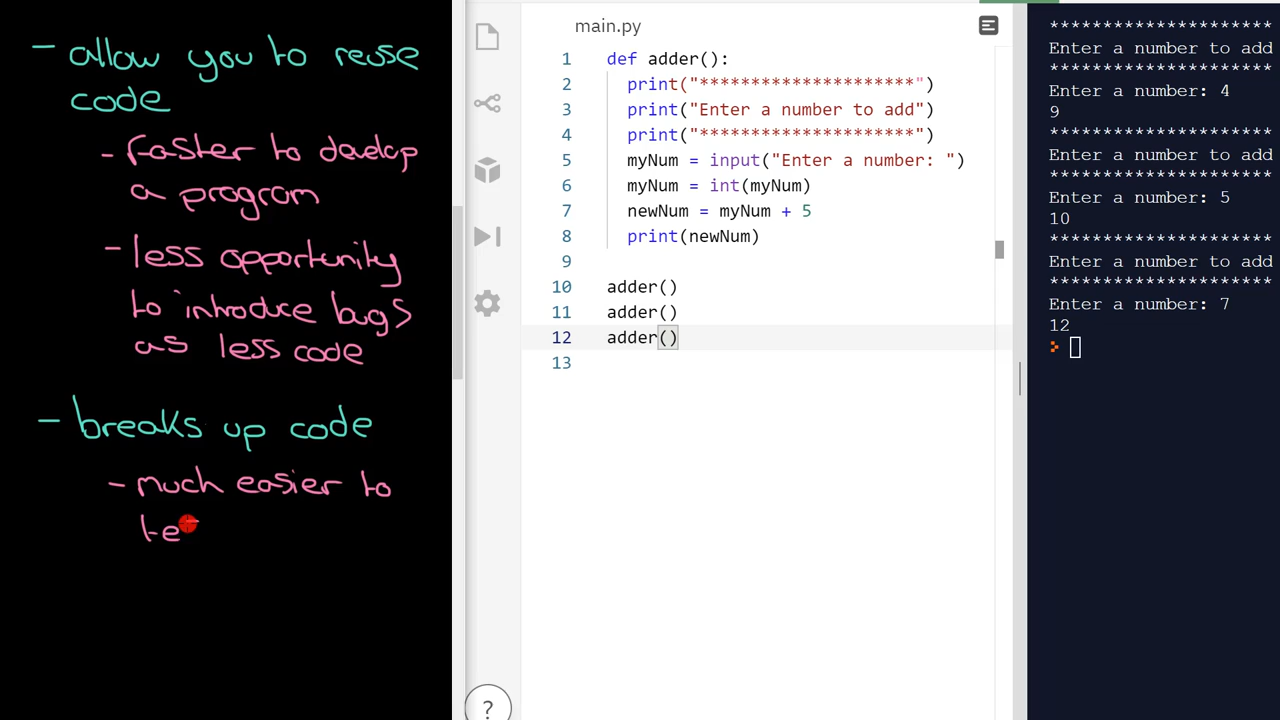 - allow you to reuse
code
- faster to develop
a program
- less opportunity
to introduce bugs
as less code
- breaks up code
- much easier to
te
main.py
1 def adder():
2 print("*********************")
3 print("Enter a number to add")
4 print("*********************")
5 myNum = input("Enter a number: ")
6 myNum = int(myNum)
7 newNum = myNum + 5
8 print(newNum)
9
10 adder()
11 adder()
12 adder()
13
?
*********************
Enter a number to add
*********************
Enter a number: 4
9
*********************
Enter a number to add
*********************
Enter a number: 5
10
*********************
Enter a number to add
*********************
Enter a number: 7
12
>